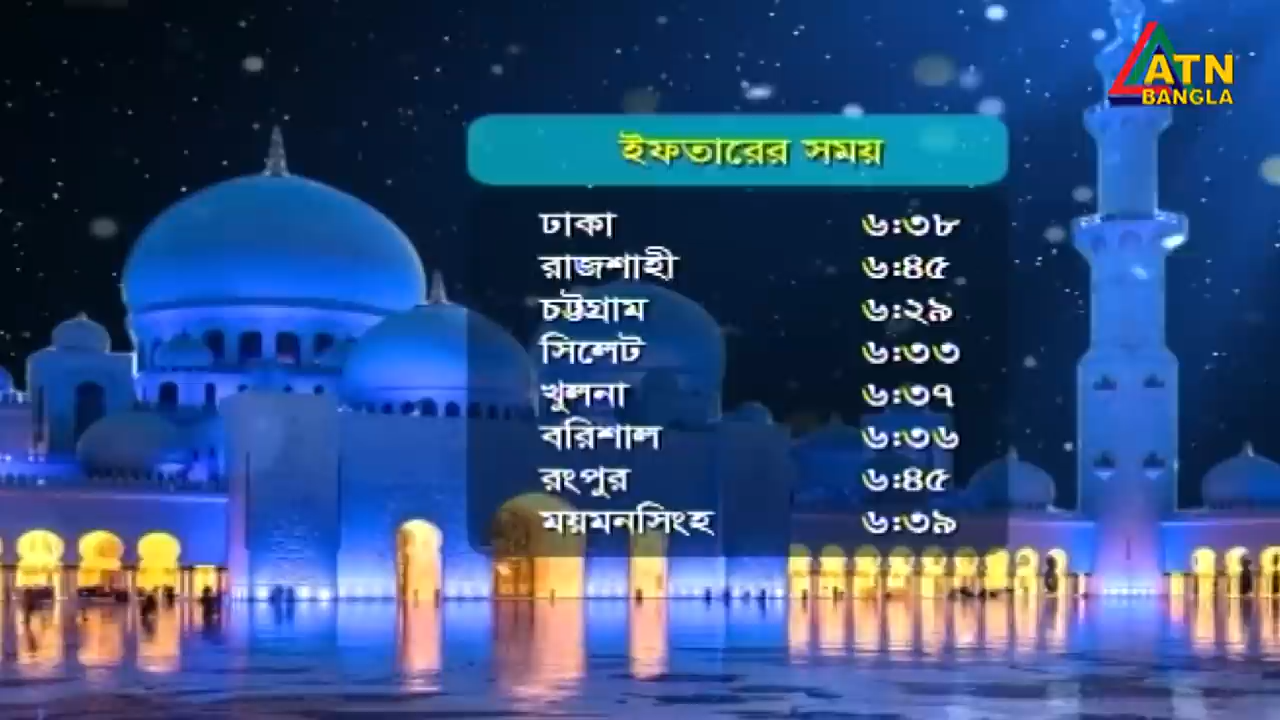 ATN
BANGLA
ইফতারের সময়
ঢাকা ৬:৩৮
রাজশাহী ৬:৪৫
চট্টগ্রাম ৬:২৯
সিলেট ৬:৩৩
খুলনা ৬:৩৭
বরিশাল ৬:৩৬
রংপুর ৬:৪৫
ময়মনসিংহ ৬:৩৯